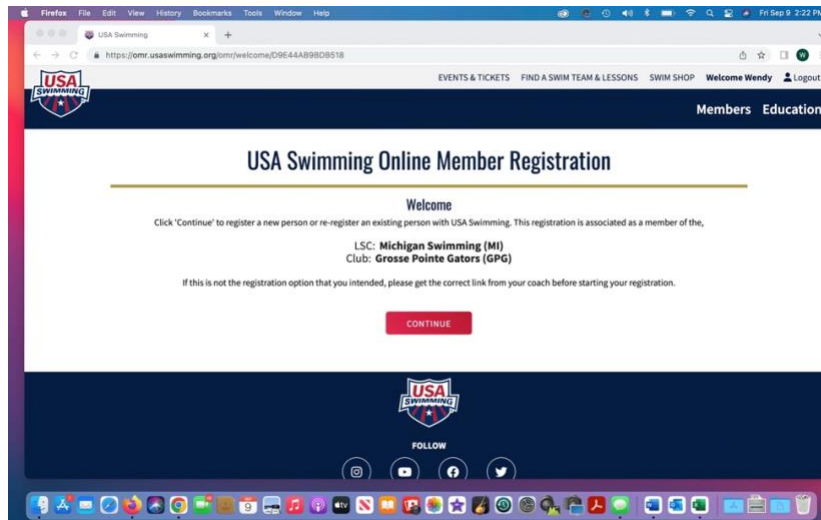 Firefox File Edit View History Bookmarks Tools Window Help Fri Sep 9 2:22 PM
USA Swimming
https://omr.usaswimming.org/omr/welcome/D9E44AB98DB518
USA
SWIMMING
EVENTS & TICKETS FIND A SWIM TEAM & LESSONS SWIM SHOP Welcome Wendy Logout
Members Education
USA Swimming Online Member Registration
Welcome
Click 'Continue' to register a new person or re-register an existing person with USA Swimming. This registration is associated as a member of the,
LSC: Michigan Swimming (MI)
Club: Grosse Pointe Gators (GPG)
If this is not the registration option that you intended, please get the correct link from your coach before starting your registration.
CONTINUE
USA
SWIMMING
FOLLOW
9
tv